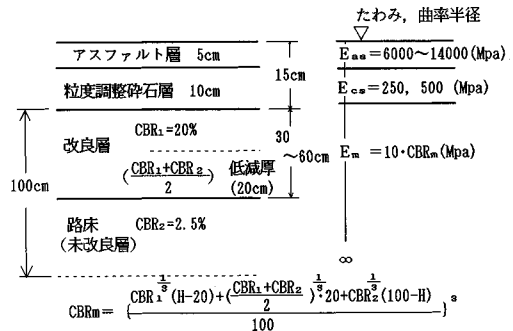 たわみ，曲率半径
アスファルト層 5cm
Eas=6000〜14000(Mpa)
15cm
粒度調整砕石層 10cm
Ecs=250, 500 (Mpa)
改良層
CBR₁=20%
30
〜60cm
Em =10・CBRm(Mpa)
(CBR₁+CBR₂/2)
低減厚
(20cm)
100cm
路床
(未改良層)
CBR₂=2.5%
∞
CBRm= {CBR₁^(1/3)(H-20)+(CBR₁+CBR₂/2)^(1/3)・20+CBR₂^(1/3)(100-H)/100}³